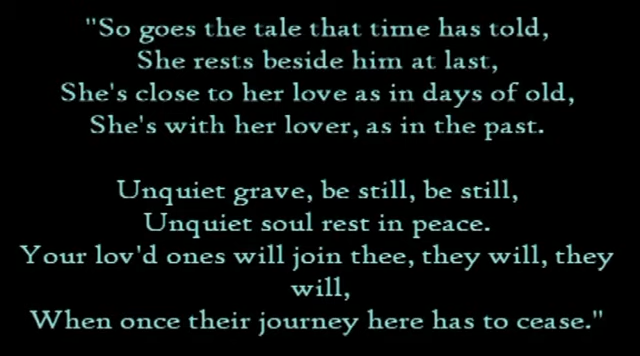 "So goes the tale that time has told,
She rests beside him at last,
She's close to her love as in days of old,
She's with her lover, as in the past.

Unquiet grave, be still, be still,
Unquiet soul rest in peace.
Your lov'd ones will join thee, they will, they
will,
When once their journey here has to cease."